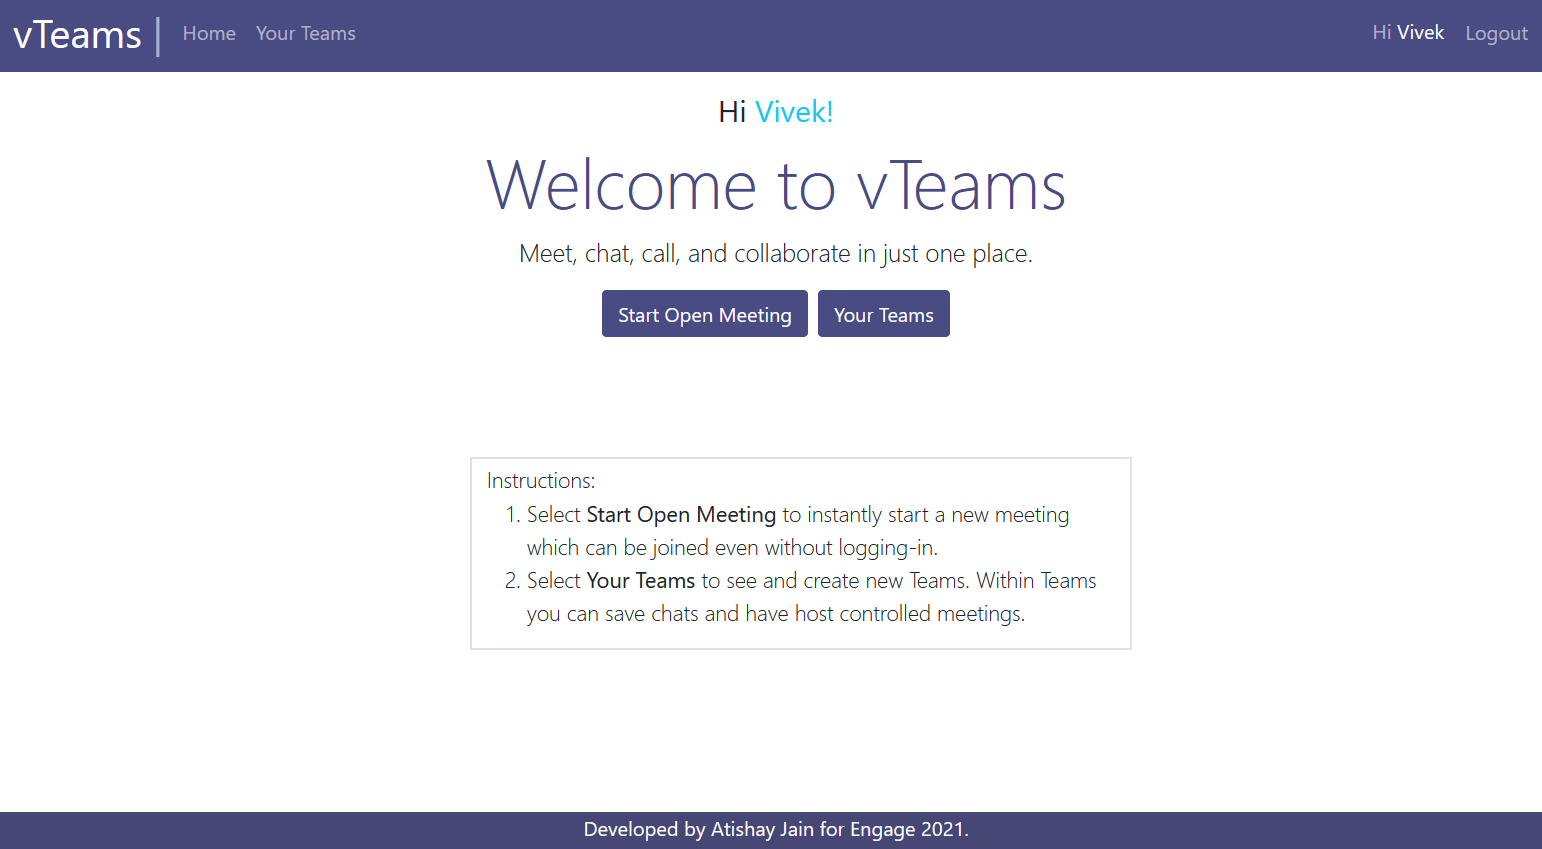 vTeams | Home Your Teams Hi Vivek Logout
Hi Vivek!
Welcome to vTeams
Meet, chat, call, and collaborate in just one place.
Start Open Meeting Your Teams
Instructions:
1. Select Start Open Meeting to instantly start a new meeting
which can be joined even without logging-in.
2. Select Your Teams to see and create new Teams. Within Teams
you can save chats and have host controlled meetings.
Developed by Atishay Jain for Engage 2021.